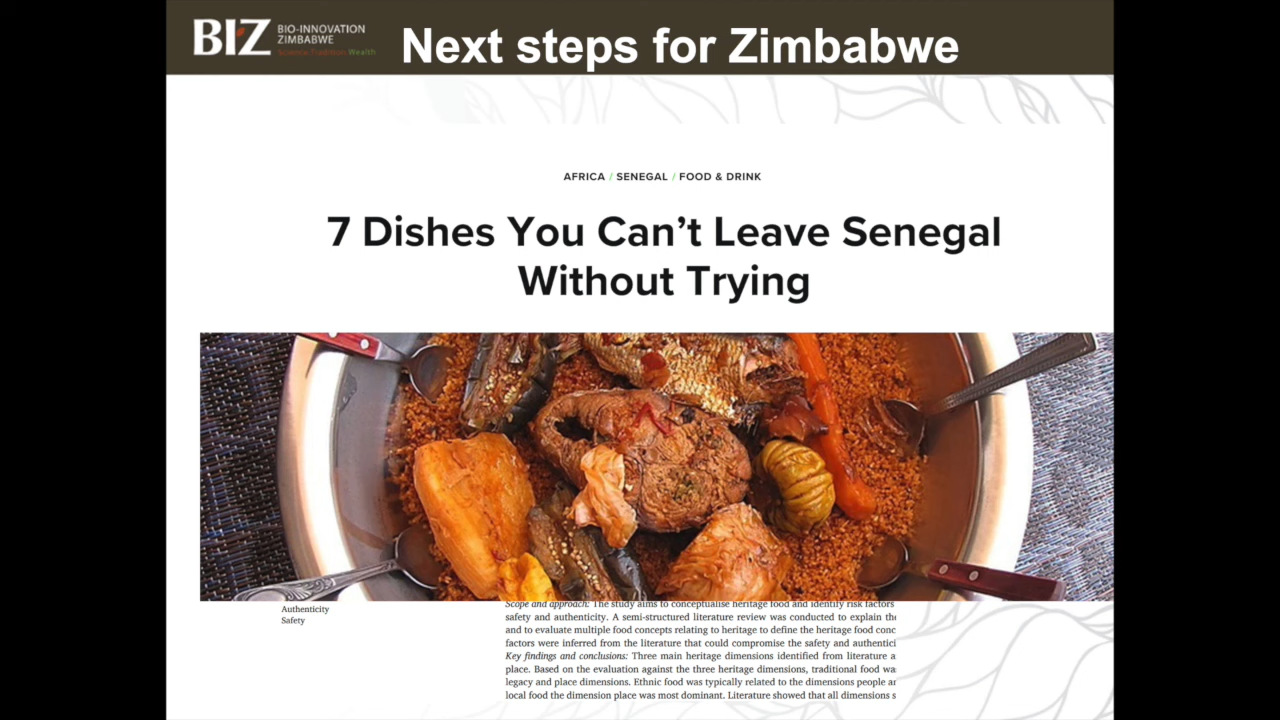 BIZ
BIO-INNOVATION
ZIMBABWE
Science.Tradition.Wealth
Next steps for Zimbabwe
AFRICA / SENEGAL / FOOD & DRINK
7 Dishes You Can’t Leave Senegal
Without Trying
Authenticity
Safety
Scope and approach: The study aims to conceptualise heritage food and identify risk factors
safety and authenticity. A semi-structured literature review was conducted to explain the
and to evaluate multiple food concepts relating to heritage to define the heritage food conc
factors were inferred from the literature that could compromise the safety and authentici
Key findings and conclusions: Three main heritage dimensions identified from literature a
place. Based on the evaluation against the three heritage dimensions, traditional food wa
legacy and place dimensions. Ethnic food was typically related to the dimensions people an
local food the dimension place was most dominant. Literature showed that all dimensions s